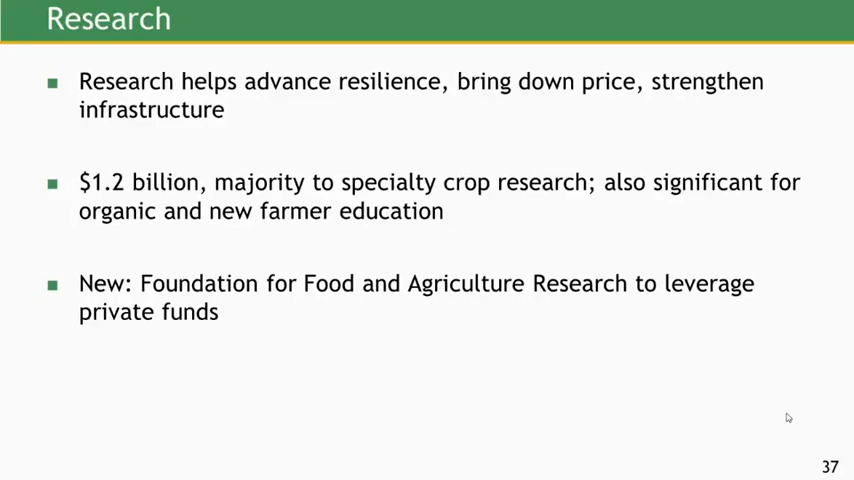 Research
Research helps advance resilience, bring down price, strengthen
infrastructure
$1.2 billion, majority to specialty crop research; also significant for
organic and new farmer education
New: Foundation for Food and Agriculture Research to leverage
private funds
37